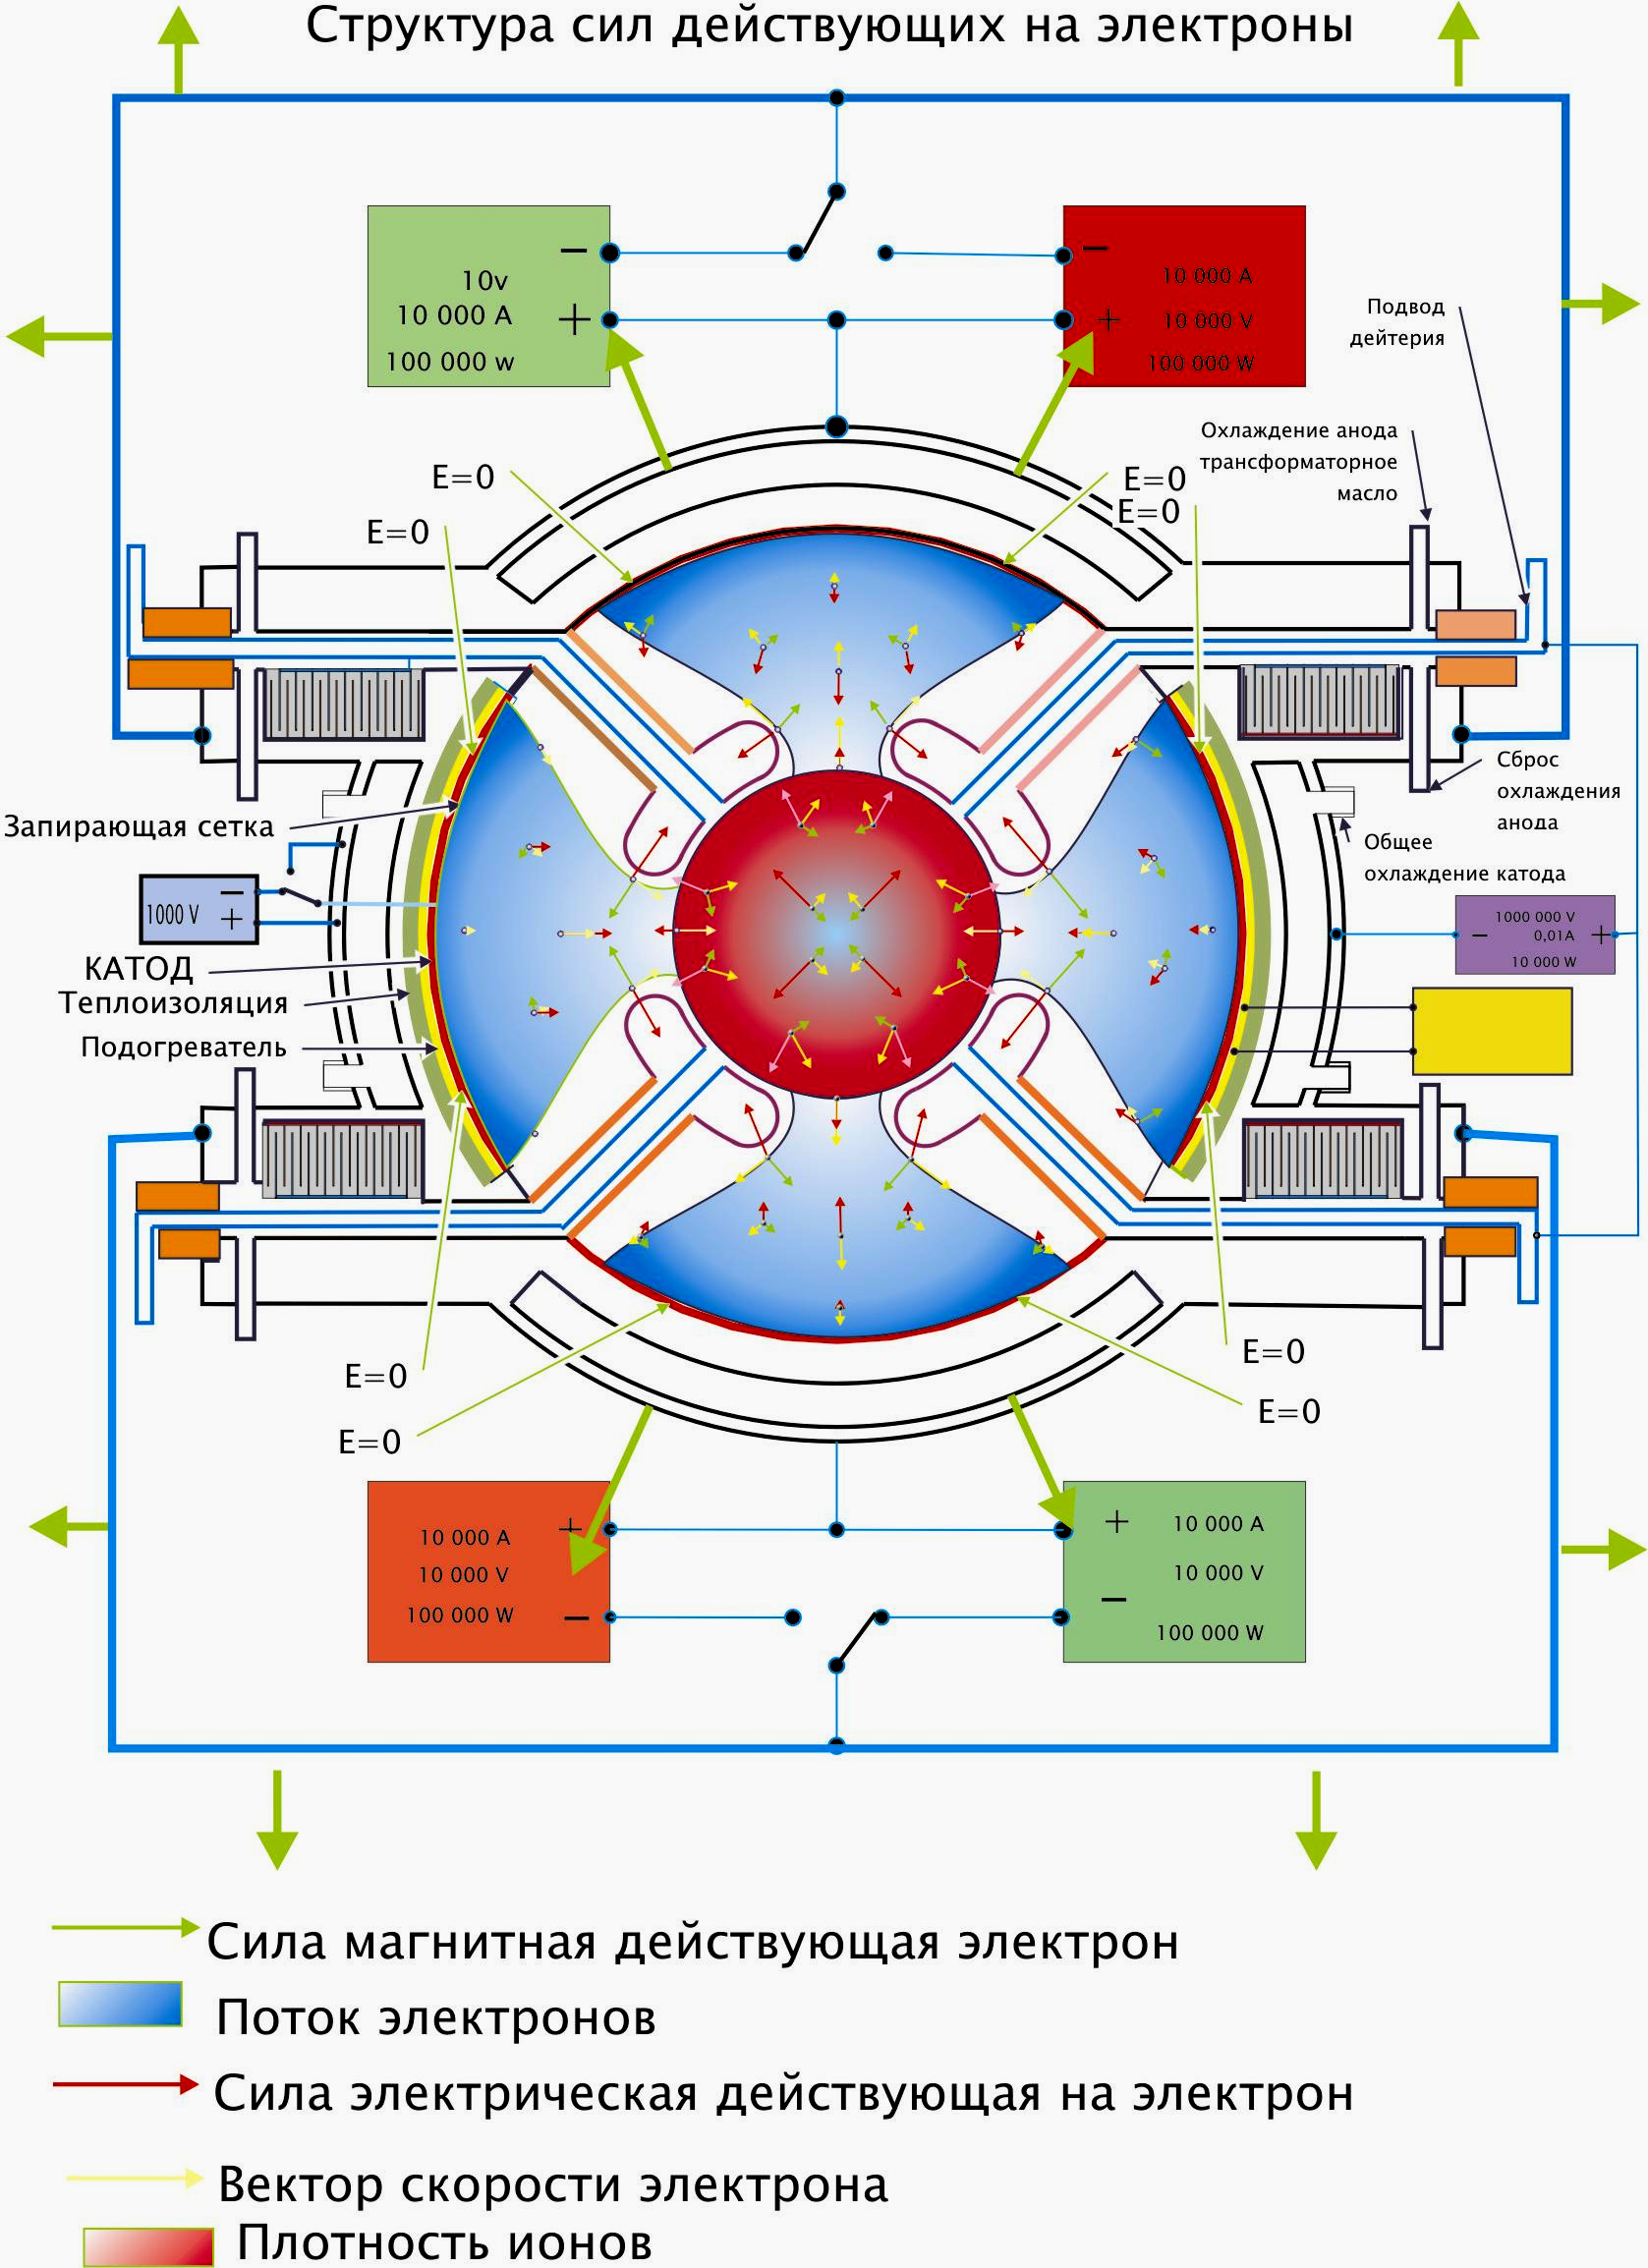 Структура сил действующих на электроны
−
10v
10 000 A
+
100 000 w
−
10 000 A
+
10 000 V
100 000 W
Подвод
дейтерия
Охлаждение анода
трансформаторное
масло
E=0
E=0
E=0
E=0
Сброс
охлаждения
анода
Общее
охлаждение катода
Запирающая сетка
1000 V
−
+
1000 000 V
0,01A
−
+
10 000 W
КАТОД
Теплоизоляция
Подогреватель
E=0
E=0
E=0
E=0
10 000 A
+
10 000 V
100 000 W
−
+
10 000 A
10 000 V
−
100 000 W
Сила магнитная действующая электрон
Поток электронов
Сила электрическая действующая на электрон
Вектор скорости электрона
Плотность ионов